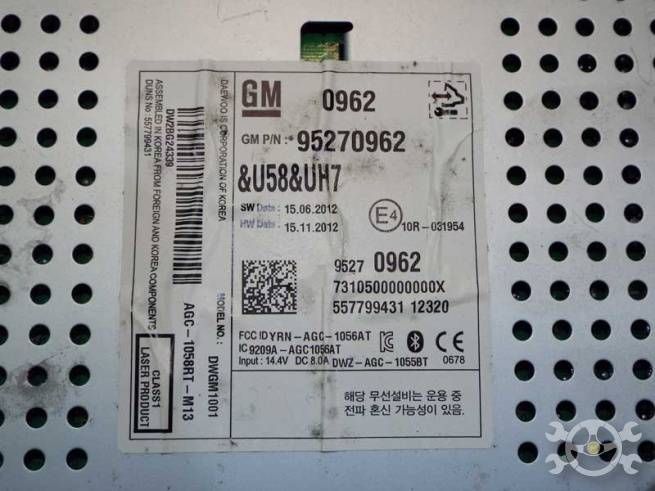 GM
0962
GM P/N : 95270962
&U58&UH7
SW Date : 15.06.2012
HW Date : 15.11.2012
E4
10R-031954
9527 0962
7310500000000X
557799431 12320
FCC ID YRN-AGC-1056AT
IC 9209A-AGC1056AT
Input : 14.4V DC 8.0A DWZ-AGC-1055BT 0678
해당 무선설비는 운용 중
전파 혼신 가능성이 있음.
DAEWOO IS CORPORATION OF KOREA
MODEL NO. : DWGM1001
AGC-1058RT-M13
DW2BG24339
ASSEMBLED IN KOREA FROM FOREIGN AND KOREA COMPONENTS
DUNS No : 557799431
CLASS1
LASER PRODUCT